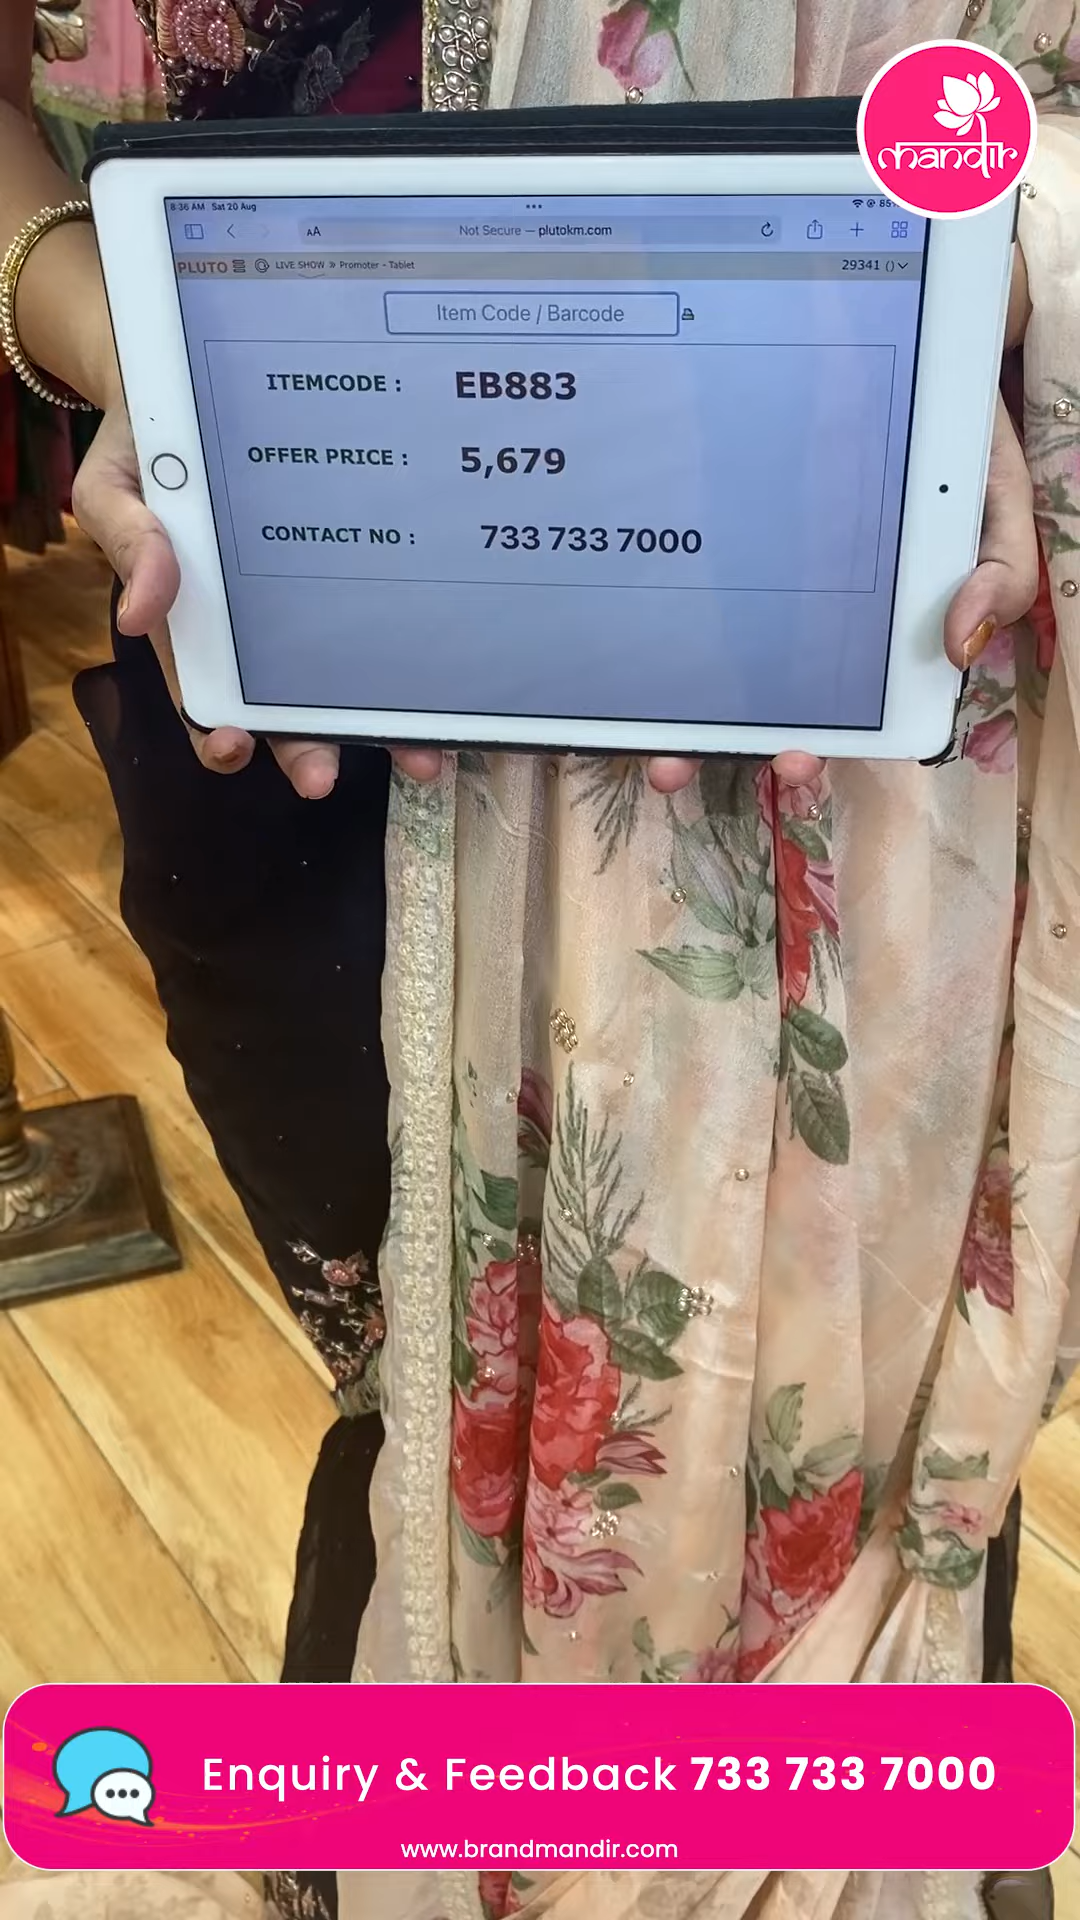 mandir
8:36 AM Sat 20 Aug
AA
Not Secure — plutokm.com
PLUTO
LIVE SHOW » Promoter - Tablet
29341 ()
Item Code / Barcode
ITEMCODE : EB883
OFFER PRICE : 5,679
CONTACT NO : 733 733 7000
Enquiry & Feedback 733 733 7000
www.brandmandir.com